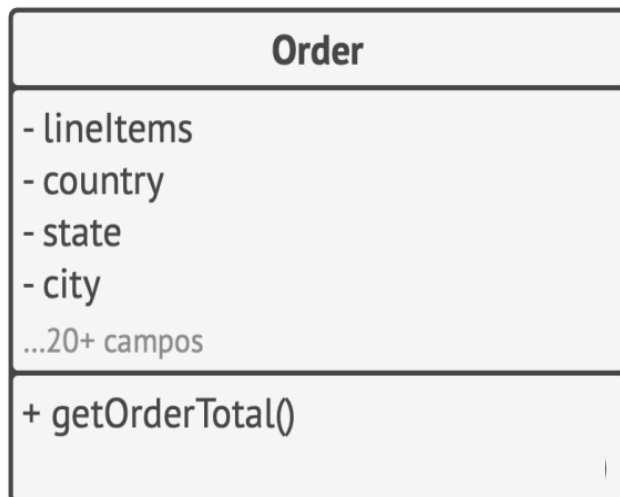 Order
- lineItems
- country
- state
- city
...20+ campos
+ getOrderTotal()